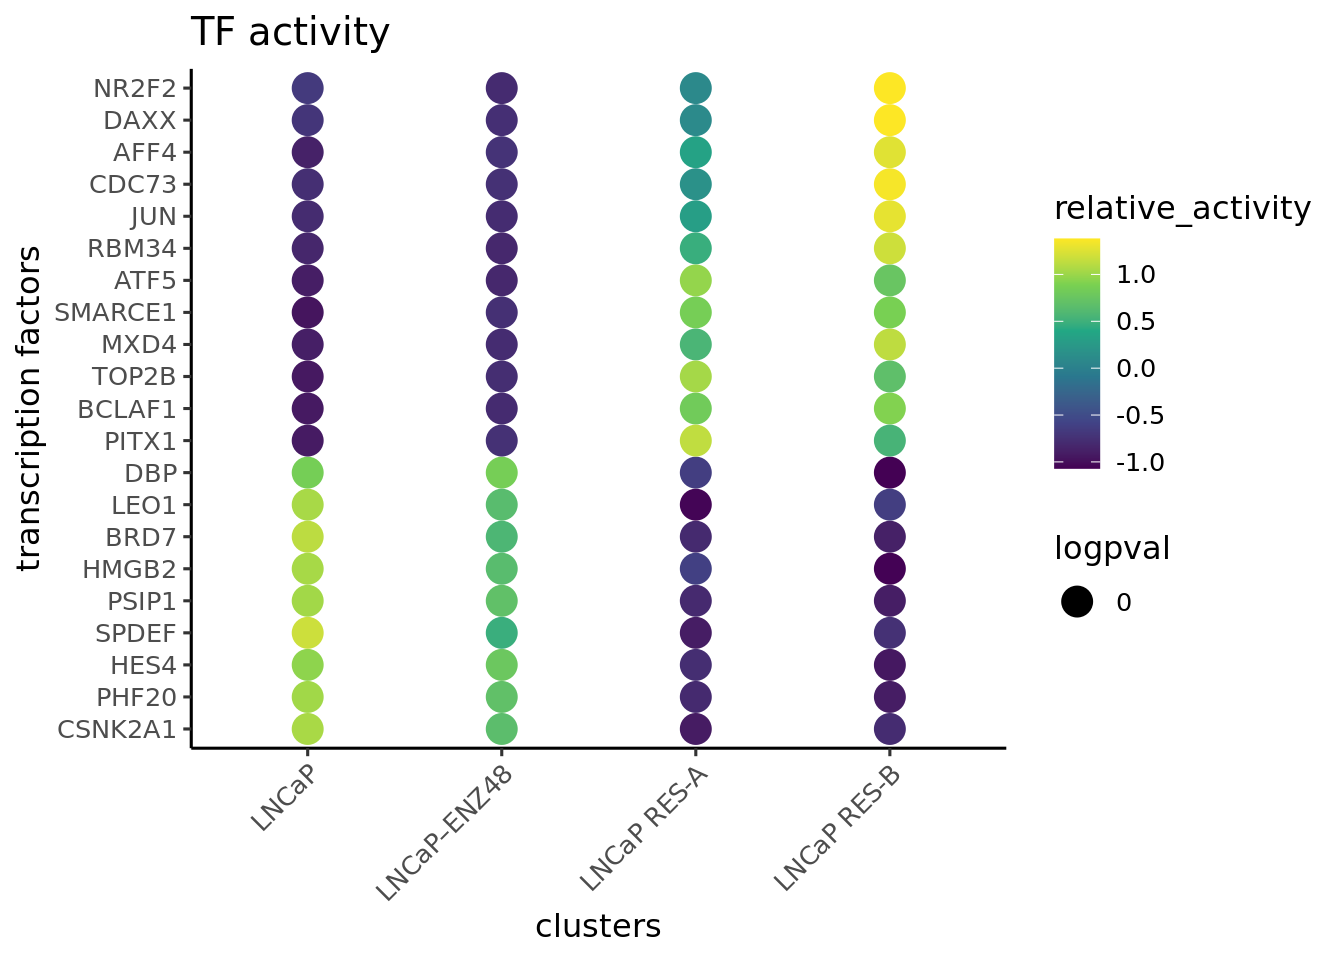 TF activity
transcription factors
NR2F2
DAXX
AFF4
CDC73
JUN
RBM34
ATF5
SMARCE1
MXD4
TOP2B
BCLAF1
PITX1
DBP
LEO1
BRD7
HMGB2
PSIP1
SPDEF
HES4
PHF20
CSNK2A1
LNCaP
LNCaP-ENZ48
LNCaP RES-A
LNCaP RES-B
clusters
relative_activity
1.0
0.5
0.0
-0.5
-1.0
logpval
0